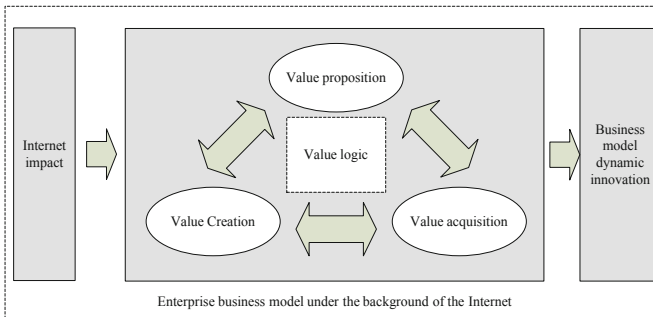 Value proposition
Internet
impact
Value logic
Business
model
dynamic
innovation
Value Creation
Value acquisition
Enterprise business model under the background of the Internet